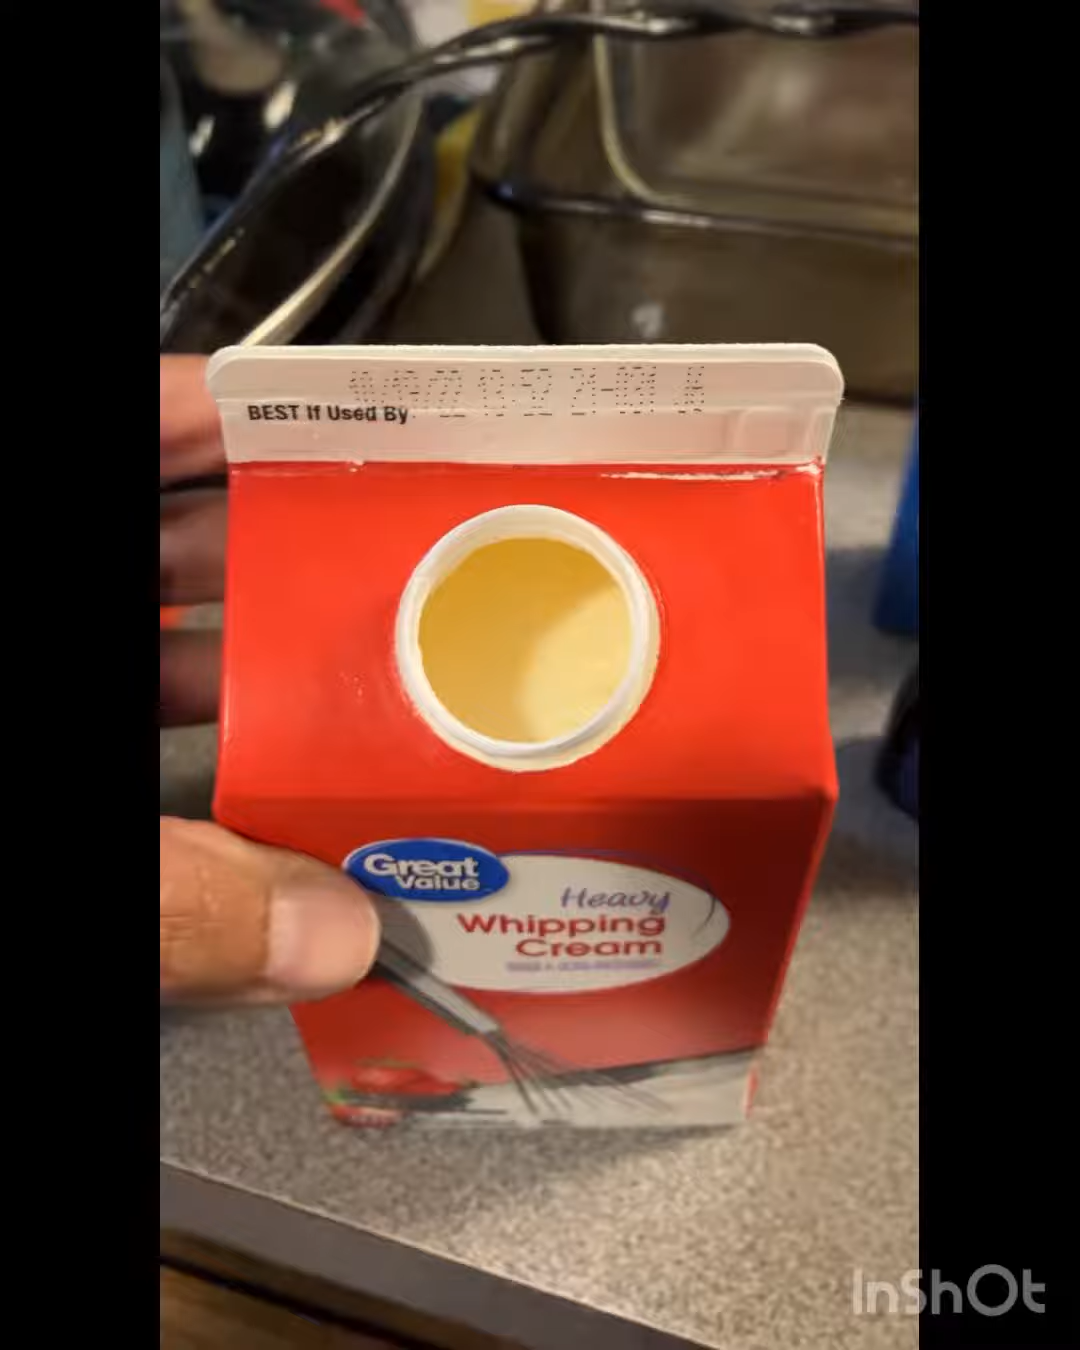 BEST If Used By
Great
Value
Heavy
Whipping
Cream
InShOt